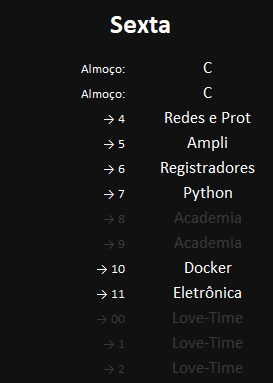 Sexta
Almoço: C
Almoço: C
→ 4 Redes e Prot
→ 5 Ampli
→ 6 Registradores
→ 7 Python
→ 8 Academia
→ 9 Academia
→ 10 Docker
→ 11 Eletrônica
→ 00 Love-Time
→ 1 Love-Time
→ 2 Love-Time